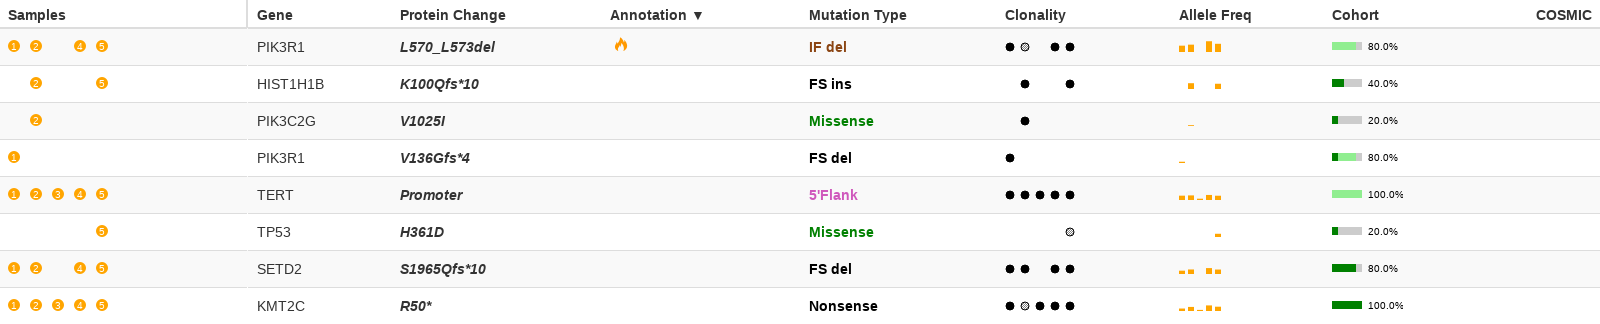 Samples Gene Protein Change Annotation ▼ Mutation Type Clonality Allele Freq Cohort COSMIC
1 2 4 5 PIK3R1 L570_L573del IF del 80.0%
2 5 HIST1H1B K100Qfs*10 FS ins 40.0%
2 PIK3C2G V1025I Missense 20.0%
1 PIK3R1 V136Gfs*4 FS del 80.0%
1 2 3 4 5 TERT Promoter 5'Flank 100.0%
5 TP53 H361D Missense 20.0%
1 2 4 5 SETD2 S1965Qfs*10 FS del 80.0%
1 2 3 4 5 KMT2C R50* Nonsense 100.0%